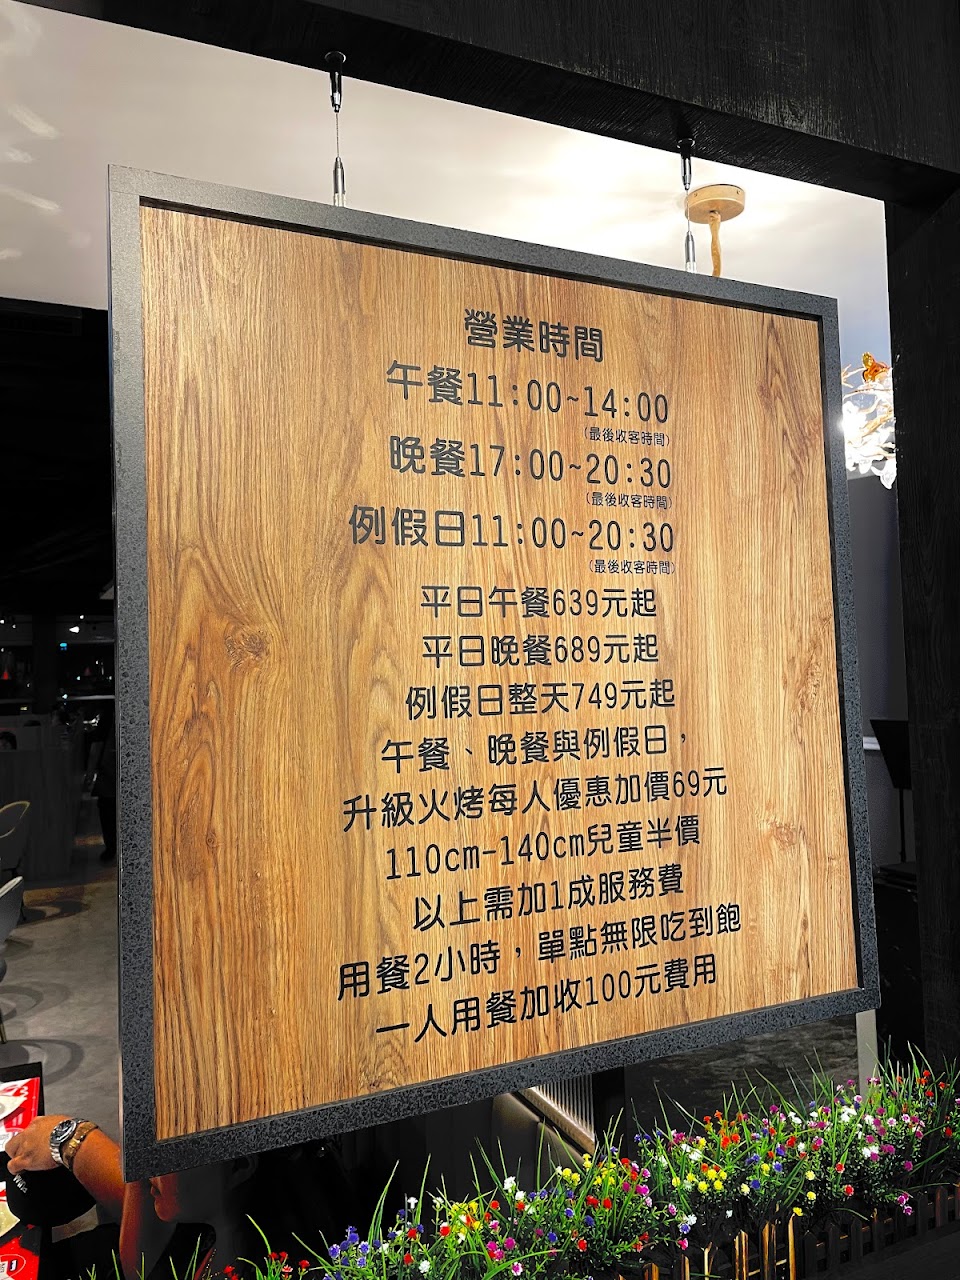 營業時間
午餐11:00~14:00
(最後收客時間)
晚餐17:00~20:30
(最後收客時間)
例假日11:00~20:30
(最後收客時間)
平日午餐639元起
平日晚餐689元起
例假日整天749元起
午餐、晚餐與例假日，
升級火烤每人優惠加價69元
110cm-140cm兒童半價
以上需加1成服務費
用餐2小時，單點無限吃到飽
一人用餐加收100元費用